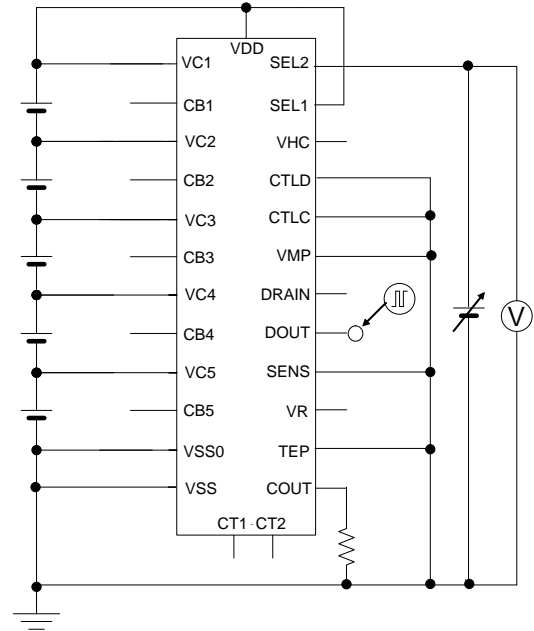 VDD
VC1
SEL2
CB1
SEL1
VC2
VHC
CB2
CTLD
VC3
CTLC
CB3
VMP
VC4
DRAIN
CB4
DOUT
V
VC5
SENS
CB5
VR
VSS0
TEP
VSS
COUT
CT1 CT2